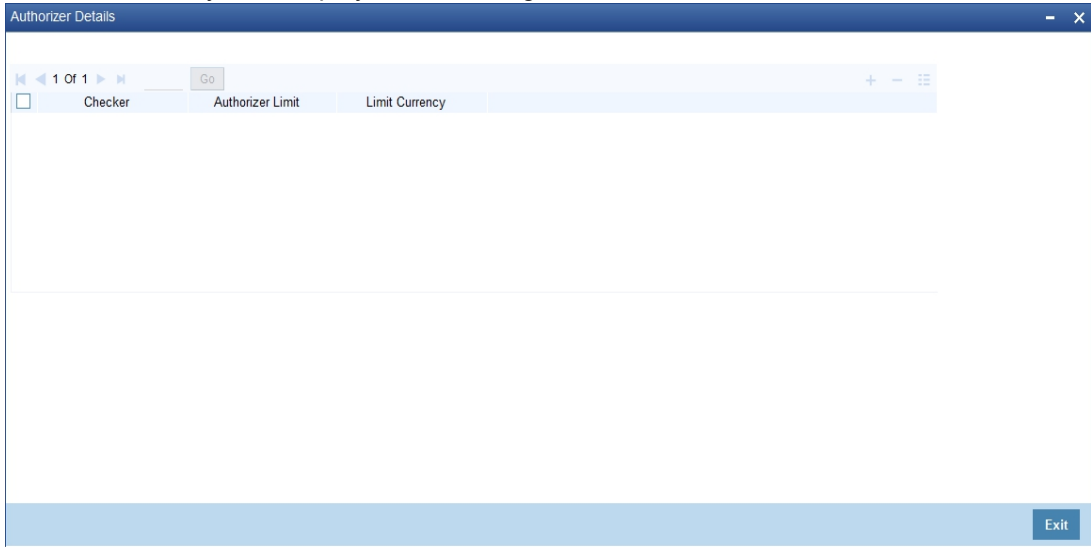 Authorizer Details
1 Of 1 Go
Checker Authorizer Limit Limit Currency
Exit